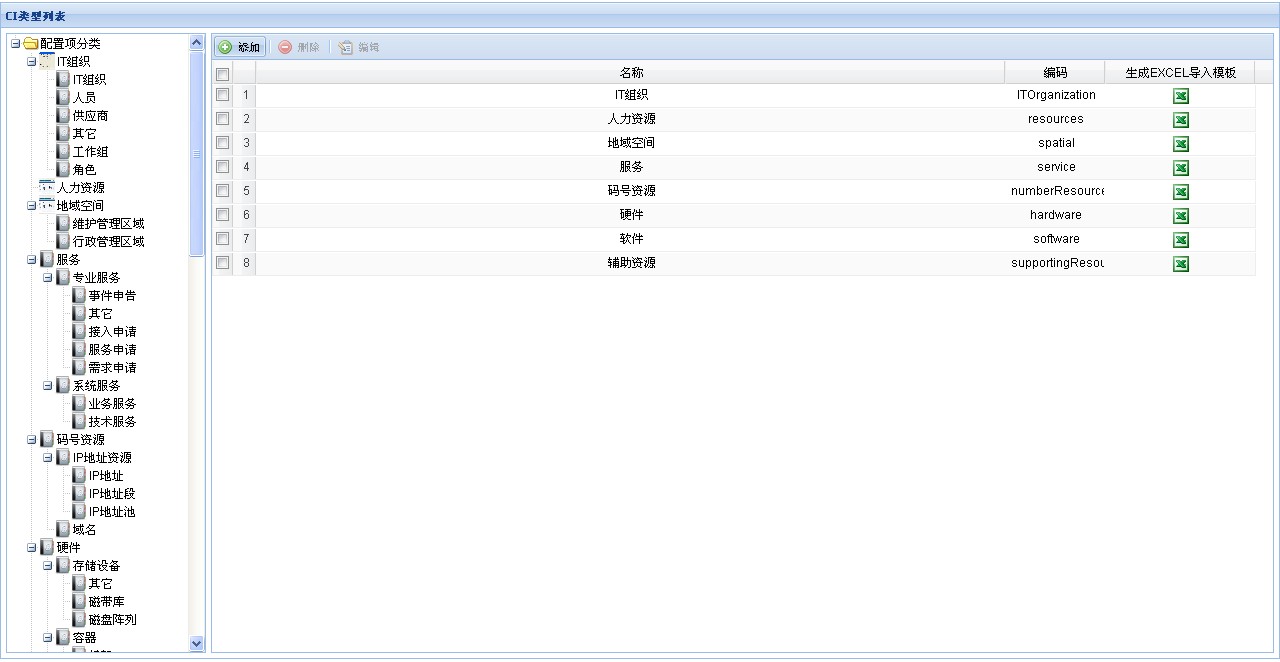 CI类型列表
配置项分类
IT组织
IT组织
人员
供应商
其它
工作组
角色
人力资源
地域空间
维护管理区域
行政管理区域
服务
专业服务
事件申告
其它
接入申请
服务申请
需求申请
系统服务
业务服务
技术服务
码号资源
IP地址资源
IP地址
IP地址段
IP地址池
域名
硬件
存储设备
其它
磁带库
磁盘阵列
容器
添加 删除 编辑
名称 编码 生成EXCEL导入模板
1 IT组织 ITOrganization
2 人力资源 resources
3 地域空间 spatial
4 服务 service
5 码号资源 numberResource
6 硬件 hardware
7 软件 software
8 辅助资源 supportingResou